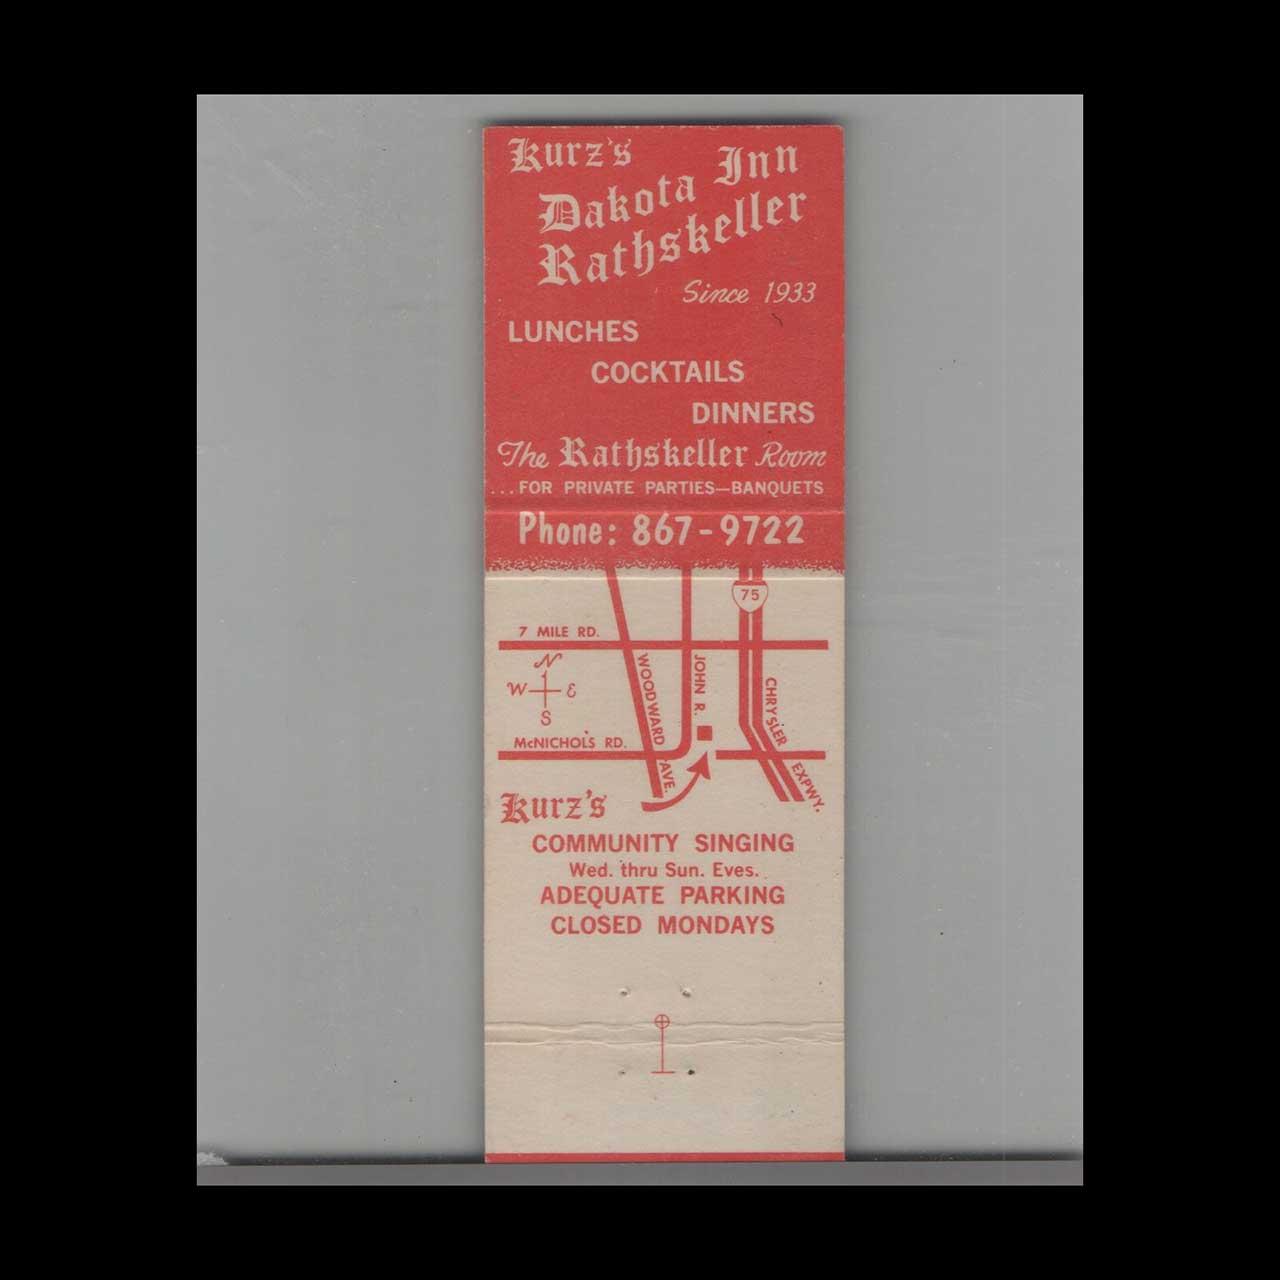 Kurz's
Dakota Inn
Rathskeller
Since 1933
LUNCHES
COCKTAILS
DINNERS
The Rathskeller Room
...FOR PRIVATE PARTIES—BANQUETS
Phone: 867-9722
75
7 MILE RD.
N
W E
S
WOODWARD AVE.
JOHN R.
CHRYSLER EXPWY.
McNICHOLS RD.
Kurz's
COMMUNITY SINGING
Wed. thru Sun. Eves.
ADEQUATE PARKING
CLOSED MONDAYS